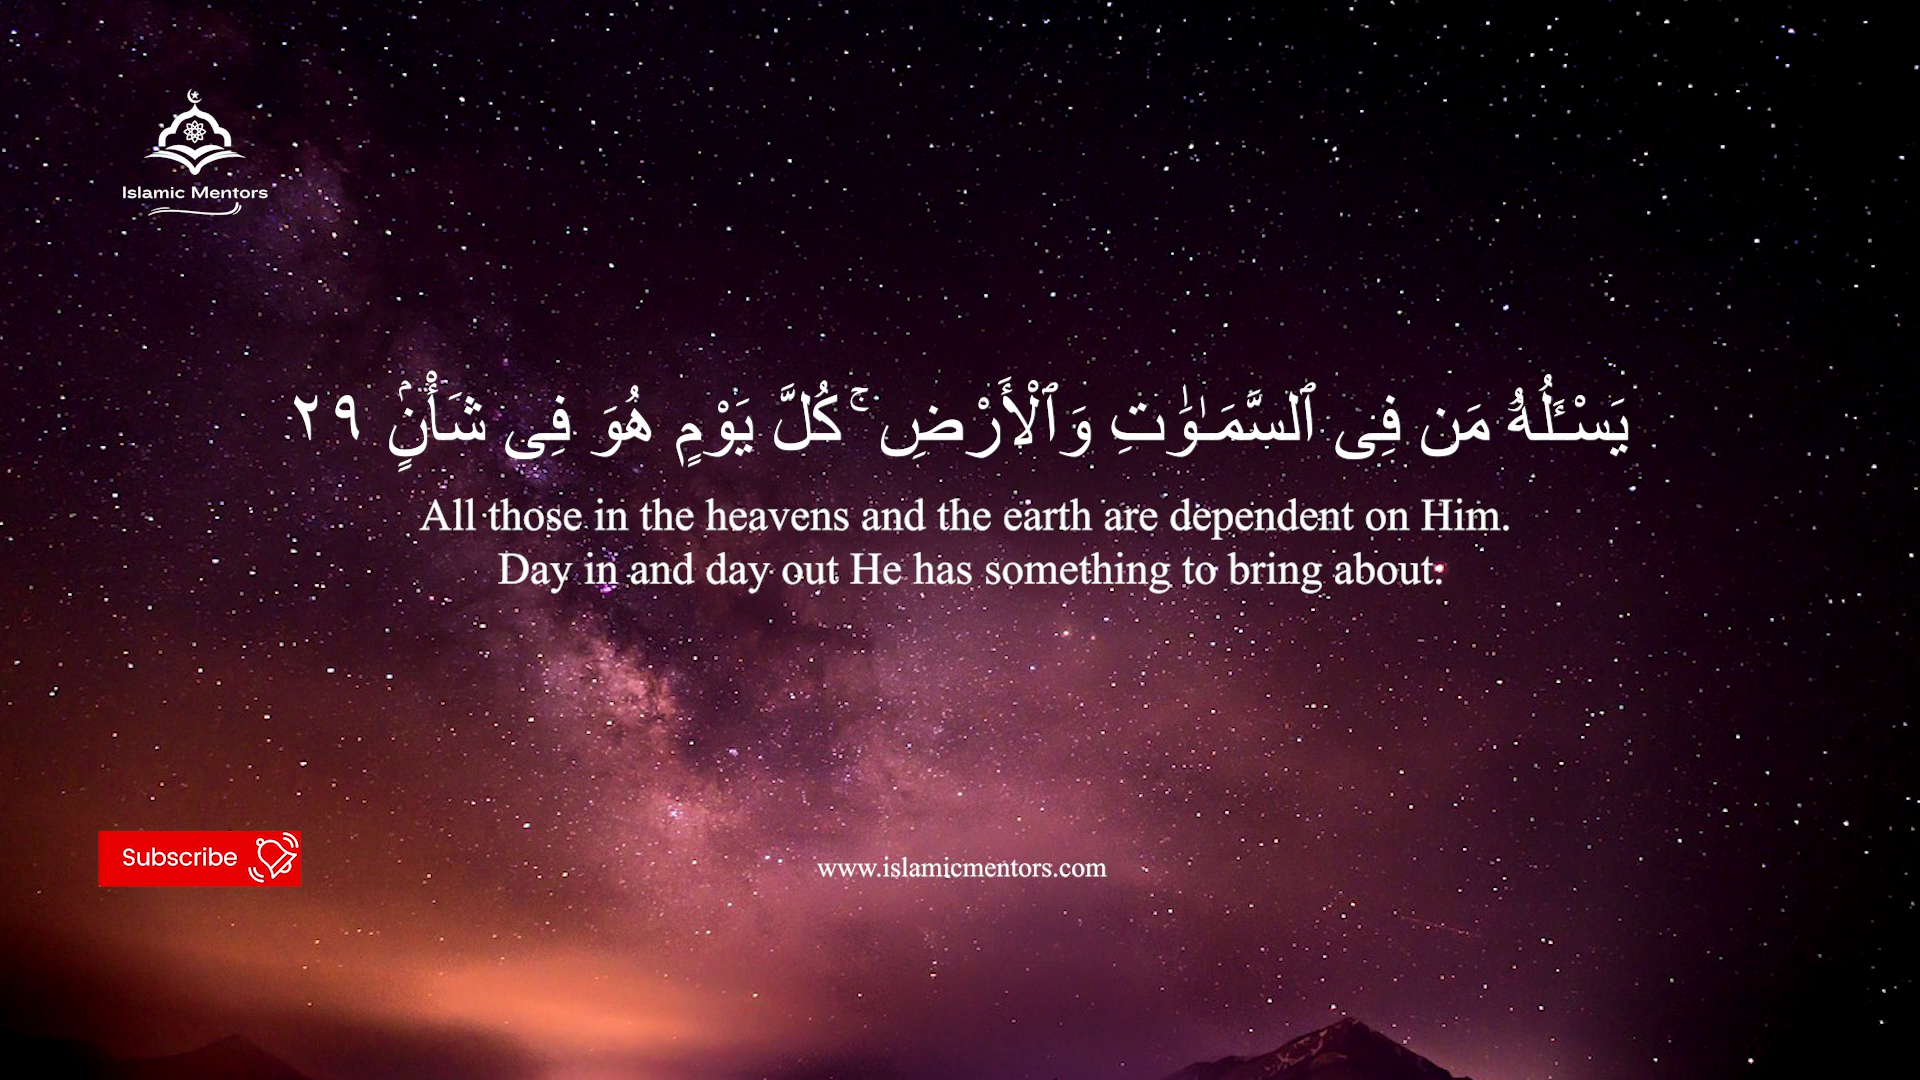 Islamic Mentors
يَسْـَٔلُهُۥ مَن فِى ٱلسَّمَـٰوَٰتِ وَٱلْأَرْضِ ۚ كُلَّ يَوْمٍ هُوَ فِى شَأْنٍۢ ٢٩
All those in the heavens and the earth are dependent on Him.
Day in and day out He has something to bring about.
Subscribe
www.islamicmentors.com